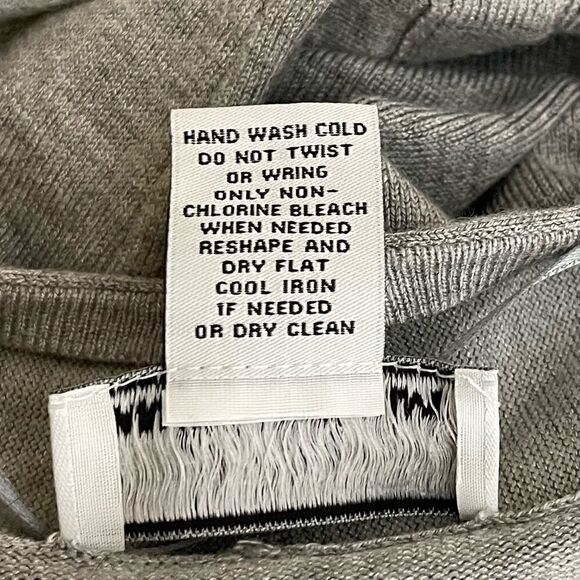 HAND WASH COLD
DO NOT TWIST
OR WRING
ONLY NON-
CHLORINE BLEACH
WHEN NEEDED
RESHAPE AND
DRY FLAT
COOL IRON
IF NEEDED
OR DRY CLEAN